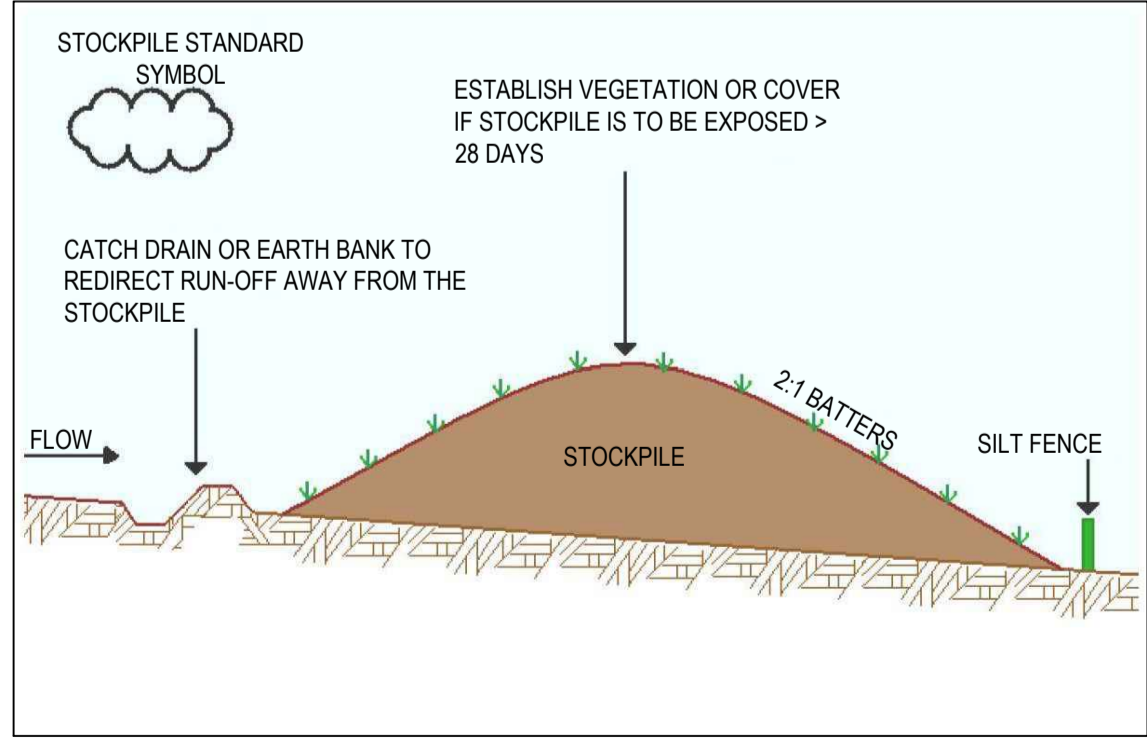 STOCKPILE STANDARD
SYMBOL
ESTABLISH VEGETATION OR COVER
IF STOCKPILE IS TO BE EXPOSED >
28 DAYS
CATCH DRAIN OR EARTH BANK TO
REDIRECT RUN-OFF AWAY FROM THE
STOCKPILE
2:1 BATTERS
FLOW
STOCKPILE
SILT FENCE